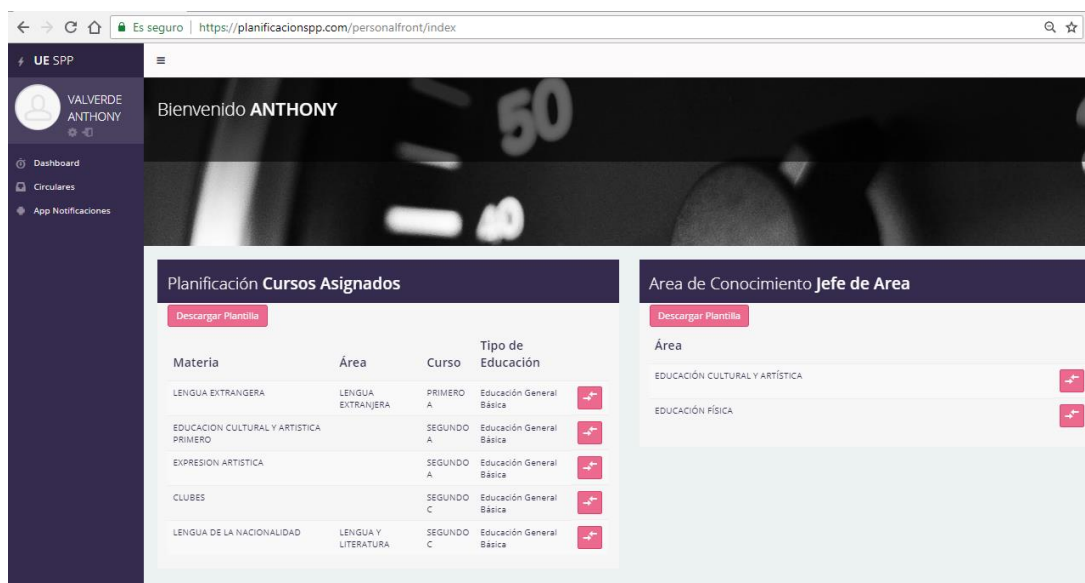 Es seguro | https://planificacionspp.com/personalfront/index
UE SPP
VALVERDE
ANTHONY
Dashboard
Circulares
App Notificaciones
Bienvenido ANTHONY
50
40
Planificación Cursos Asignados
Descargar Plantilla
Materia Área Curso Tipo de
Educación
LENGUA EXTRANGERA LENGUA PRIMERO Educación General
EXTRANJERA A Básica
EDUCACION CULTURAL Y ARTISTICA SEGUNDO Educación General
PRIMERO A Básica
EXPRESION ARTISTICA SEGUNDO Educación General
A Básica
CLUBES SEGUNDO Educación General
C Básica
LENGUA DE LA NACIONALIDAD LENGUA Y SEGUNDO Educación General
LITERATURA C Básica
Area de Conocimiento Jefe de Area
Descargar Plantilla
Área
EDUCACIÓN CULTURAL Y ARTÍSTICA
EDUCACIÓN FÍSICA